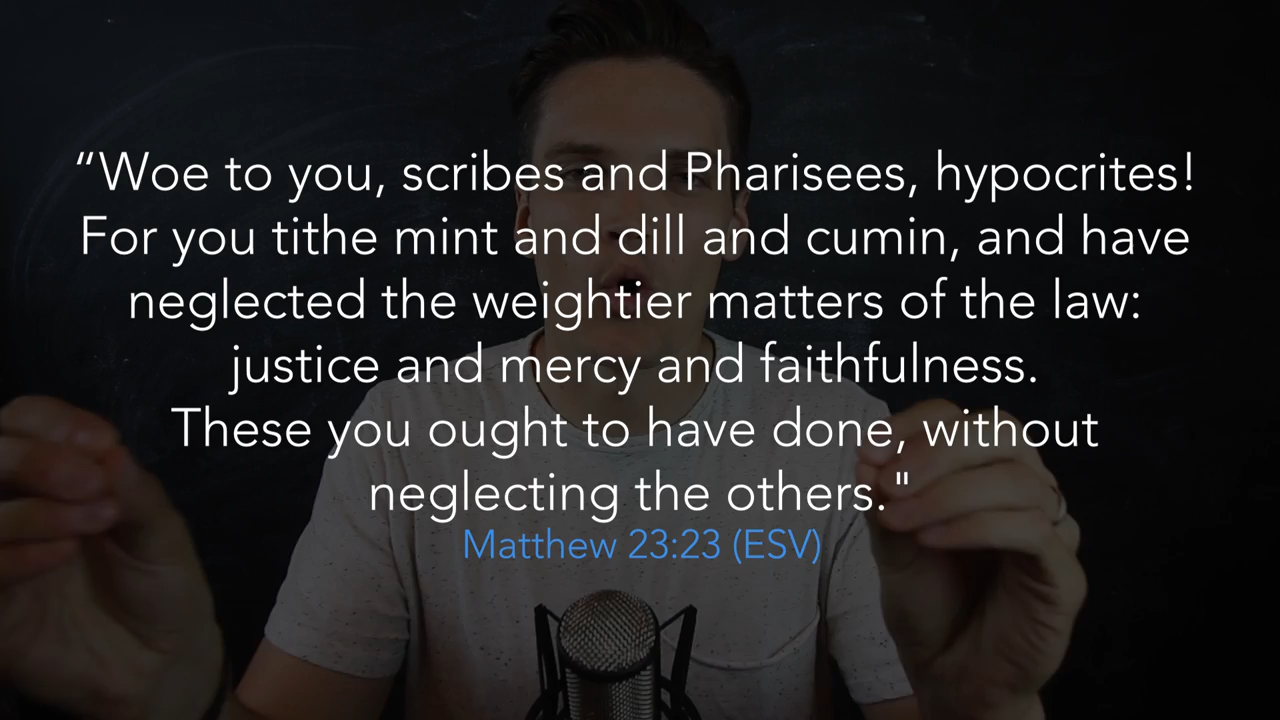 “Woe to you, scribes and Pharisees, hypocrites!
For you tithe mint and dill and cumin, and have
neglected the weightier matters of the law:
justice and mercy and faithfulness.
These you ought to have done, without
neglecting the others."
Matthew 23:23 (ESV)